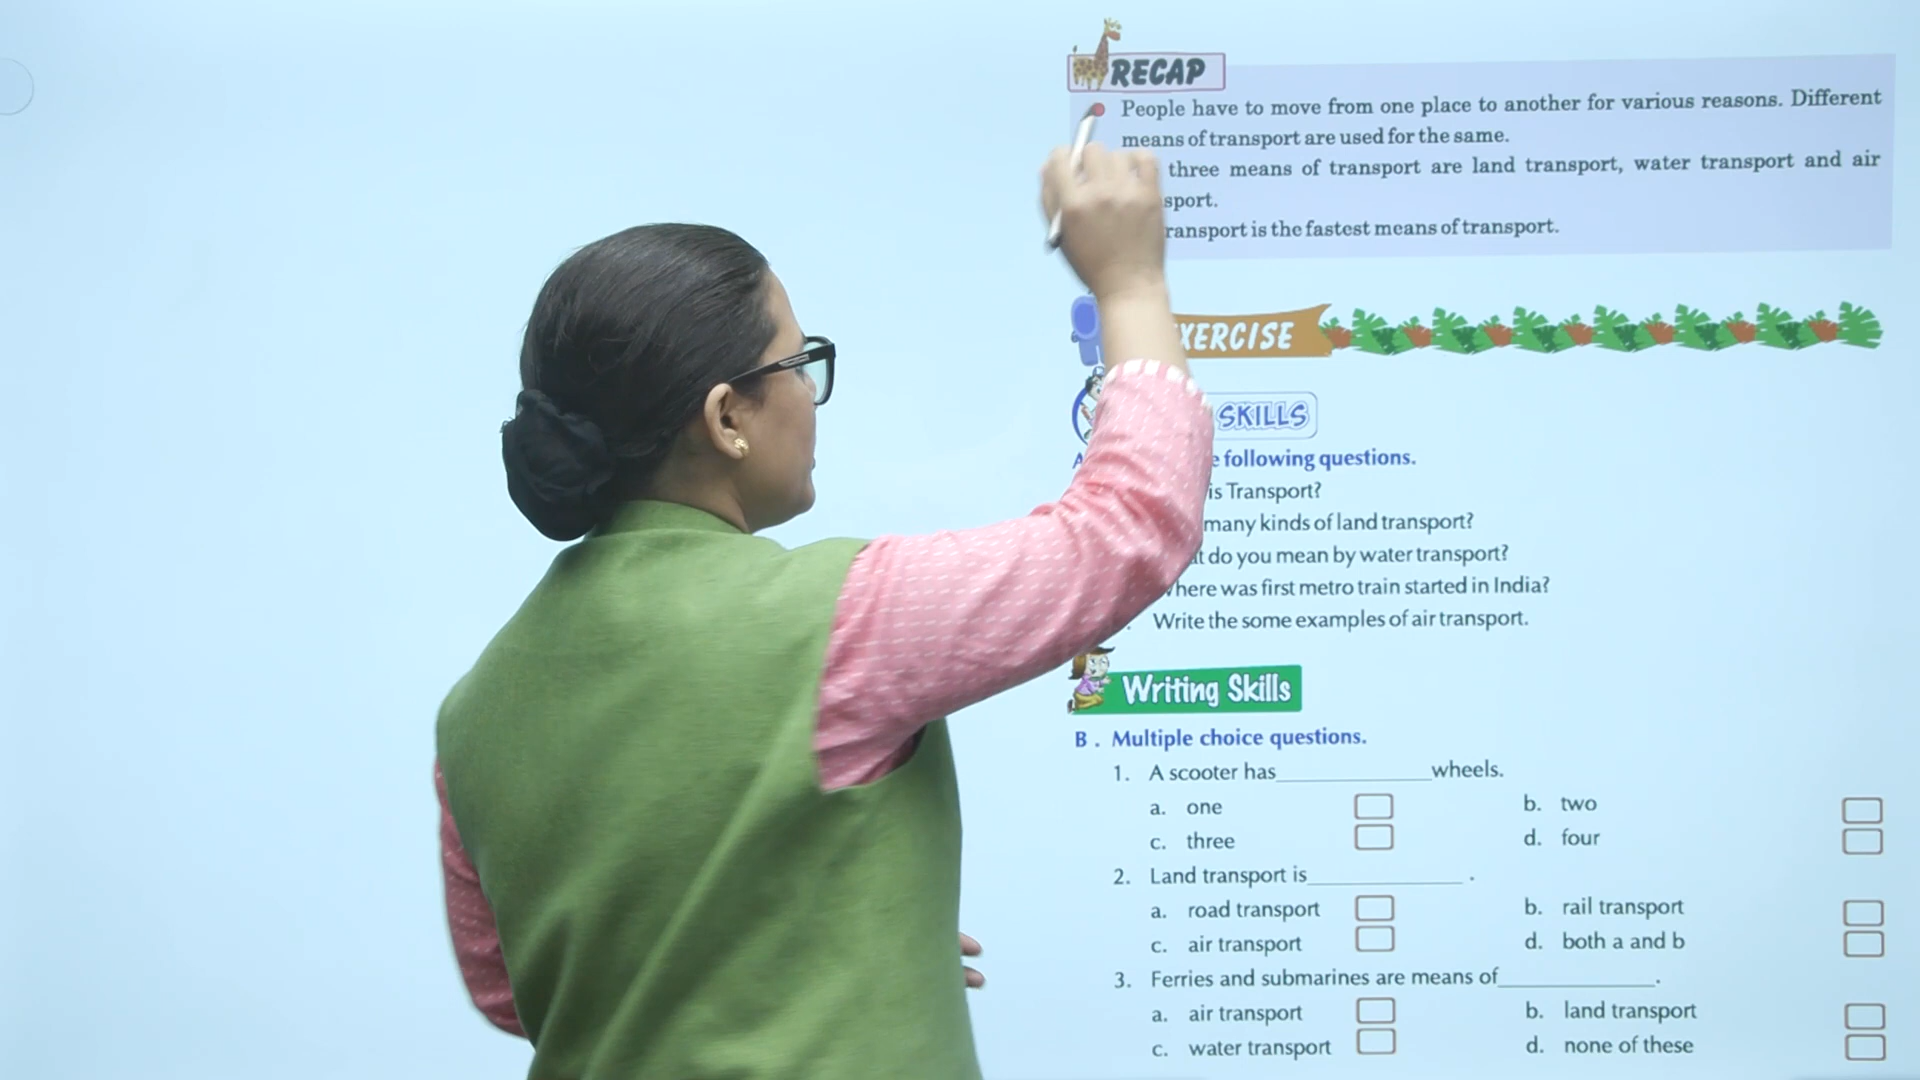 RECAP
People have to move from one place to another for various reasons. Different
means of transport are used for the same.
three means of transport are land transport, water transport and air
sport.
ransport is the fastest means of transport.
XERCISE
SKILLS
following questions.
is Transport?
many kinds of land transport?
t do you mean by water transport?
here was first metro train started in India?
Write the some examples of air transport.
Writing Skills
B . Multiple choice questions.
1. A scooter has____________wheels.
a. one b. two
c. three d. four
2. Land transport is____________ .
a. road transport b. rail transport
c. air transport d. both a and b
3. Ferries and submarines are means of____________.
a. air transport b. land transport
c. water transport d. none of these